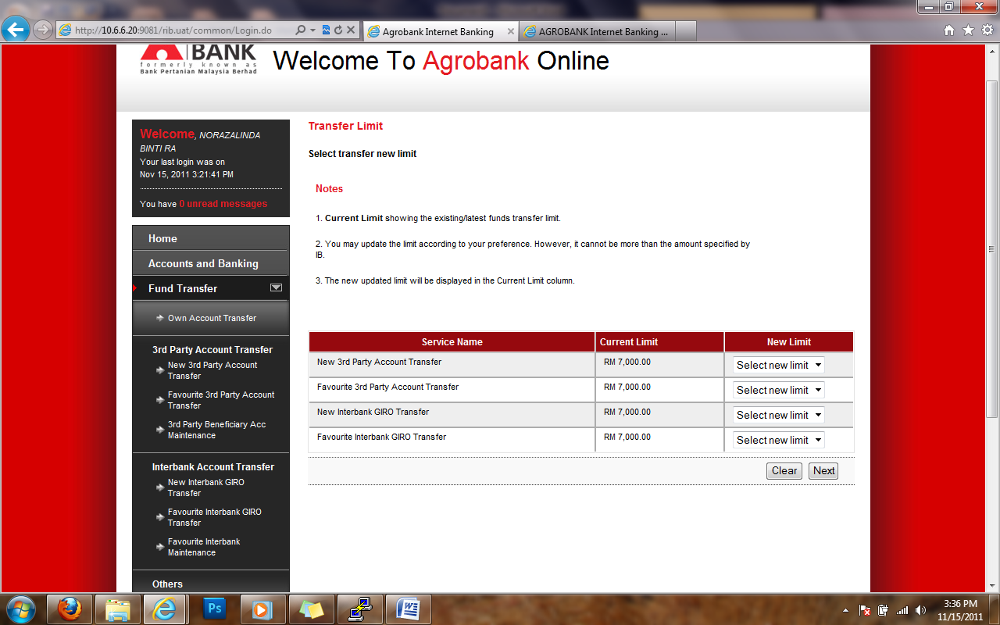 http://10.6.6.20:9081/rib.uat/common/Login.do
Agrobank Internet Banking
AGROBANK Internet Banking ...
BANK
formerly known as
Bank Pertanian Malaysia Berhad
Welcome To Agrobank Online
Welcome, NORAZALINDA
BINTI RA
Your last login was on
Nov 15, 2011 3:21:41 PM
You have 0 unread messages
Home
Accounts and Banking
Fund Transfer
Own Account Transfer
3rd Party Account Transfer
New 3rd Party Account
Transfer
Favourite 3rd Party Account
Transfer
3rd Party Beneficiary Acc
Maintenance
Interbank Account Transfer
New Interbank GIRO
Transfer
Favourite Interbank GIRO
Transfer
Favourite Interbank
Maintenance
Others
Transfer Limit
Select transfer new limit
Notes
1. Current Limit showing the existing/latest funds transfer limit.
2. You may update the limit according to your preference. However, it cannot be more than the amount specified by
IB.
3. The new updated limit will be displayed in the Current Limit column.
Service Name Current Limit New Limit
New 3rd Party Account Transfer RM 7,000.00 Select new limit
Favourite 3rd Party Account Transfer RM 7,000.00 Select new limit
New Interbank GIRO Transfer RM 7,000.00 Select new limit
Favourite Interbank GIRO Transfer RM 7,000.00 Select new limit
Clear Next
Ps
W
3:36 PM
11/15/2011